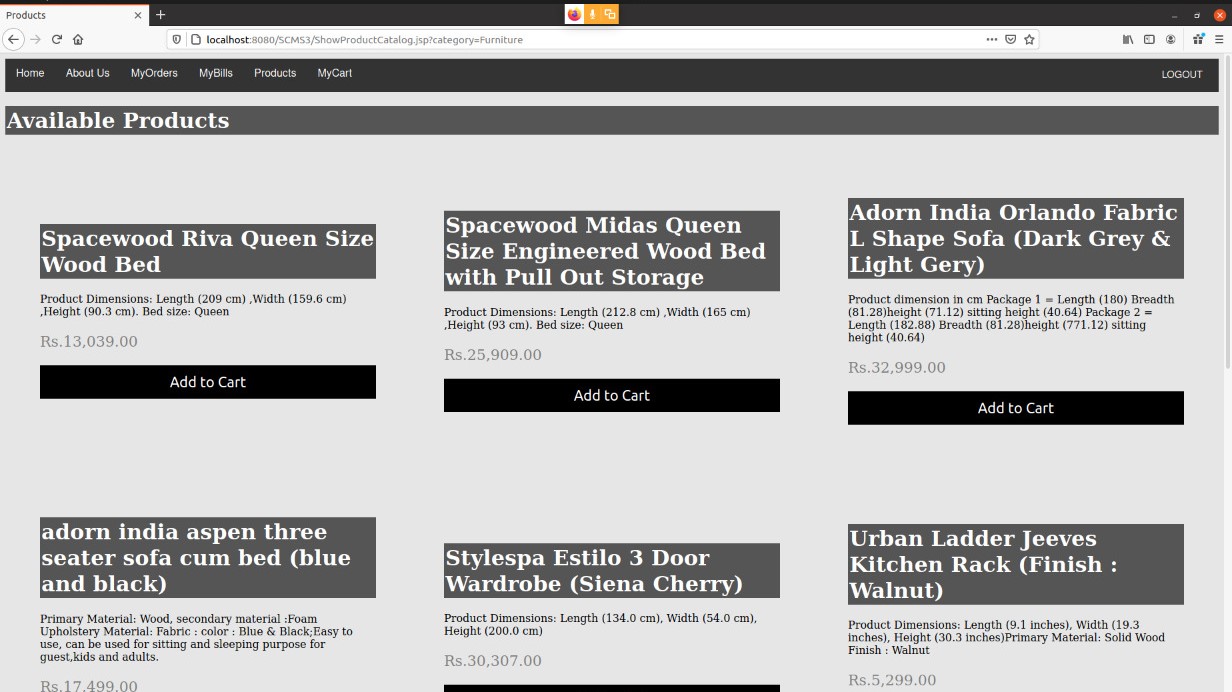 Products
localhost:8080/SCMS3/ShowProductCatalog.jsp?category=Furniture
Home About Us MyOrders MyBills Products MyCart LOGOUT
Available Products
Spacewood Riva Queen Size
Wood Bed
Product Dimensions: Length (209 cm) ,Width (159.6 cm)
,Height (90.3 cm). Bed size: Queen
Rs.13,039.00
Add to Cart
Spacewood Midas Queen
Size Engineered Wood Bed
with Pull Out Storage
Product Dimensions: Length (212.8 cm) ,Width (165 cm)
,Height (93 cm). Bed size: Queen
Rs.25,909.00
Add to Cart
Adorn India Orlando Fabric
L Shape Sofa (Dark Grey &
Light Gery)
Product dimension in cm Package 1 = Length (180) Breadth
(81.28)height (71.12) sitting height (40.64) Package 2 =
Length (182.88) Breadth (81.28)height (771.12) sitting
height (40.64)
Rs.32,999.00
Add to Cart
adorn india aspen three
seater sofa cum bed (blue
and black)
Primary Material: Wood, secondary material :Foam
Upholstery Material: Fabric : color : Blue & Black;Easy to
use, can be used for sitting and sleeping purpose for
guest,kids and adults.
Rs.17,499.00
Stylespa Estilo 3 Door
Wardrobe (Siena Cherry)
Product Dimensions: Length (134.0 cm), Width (54.0 cm),
Height (200.0 cm)
Rs.30,307.00
Urban Ladder Jeeves
Kitchen Rack (Finish :
Walnut)
Product Dimensions: Length (9.1 inches), Width (19.3
inches), Height (30.3 inches)Primary Material: Solid Wood
Finish : Walnut
Rs.5,299.00